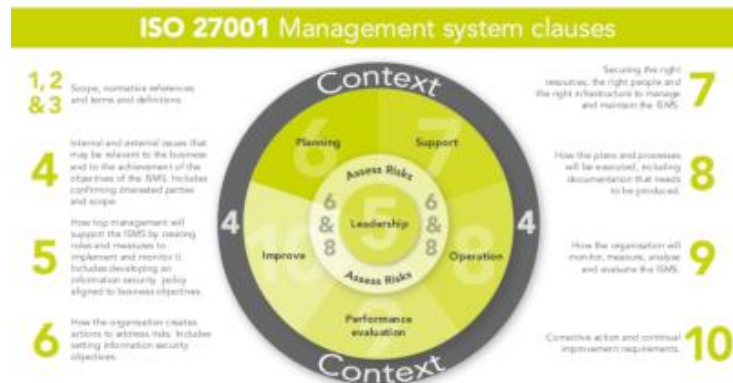 ISO 27001 Management system clauses
1, 2
& 3
Scope, normative references
and terms and definitions.
4
Internal and external issues that
may be relevant to the business
and to the achievement of the
objectives of the ISMS. Includes
confirming interested parties
and scope.
5
How top management will
support the ISMS by creating
roles and measures to
implement and monitor it.
Includes developing an
information security policy
aligned to business objectives.
6
How the organisation creates
actions to address risks. Includes
setting information security
objectives.
Context
Planning
6
Support
7
Assess Risks
4
6
&
8
Leadership
5
6
&
8
4
Improve
10
Operation
8
Assess Risks
Performance
evaluation
9
Context
Securing the right
resources, the right people and
the right infrastructure to manage
and maintain the ISMS.
7
How the plans and processes
will be executed, including
documentation that needs
to be produced.
8
How the organisation will
monitor, measure, analyse
and evaluate the ISMS.
9
Corrective action and continual
improvement requirements.
10